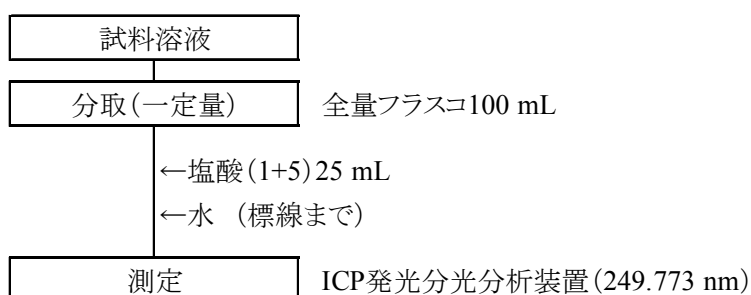 試料溶液
分取（一定量） 全量フラスコ100 mL
←塩酸（1+5）25 mL
←水 （標線まで）
測定 ICP発光分光分析装置（249.773 nm）